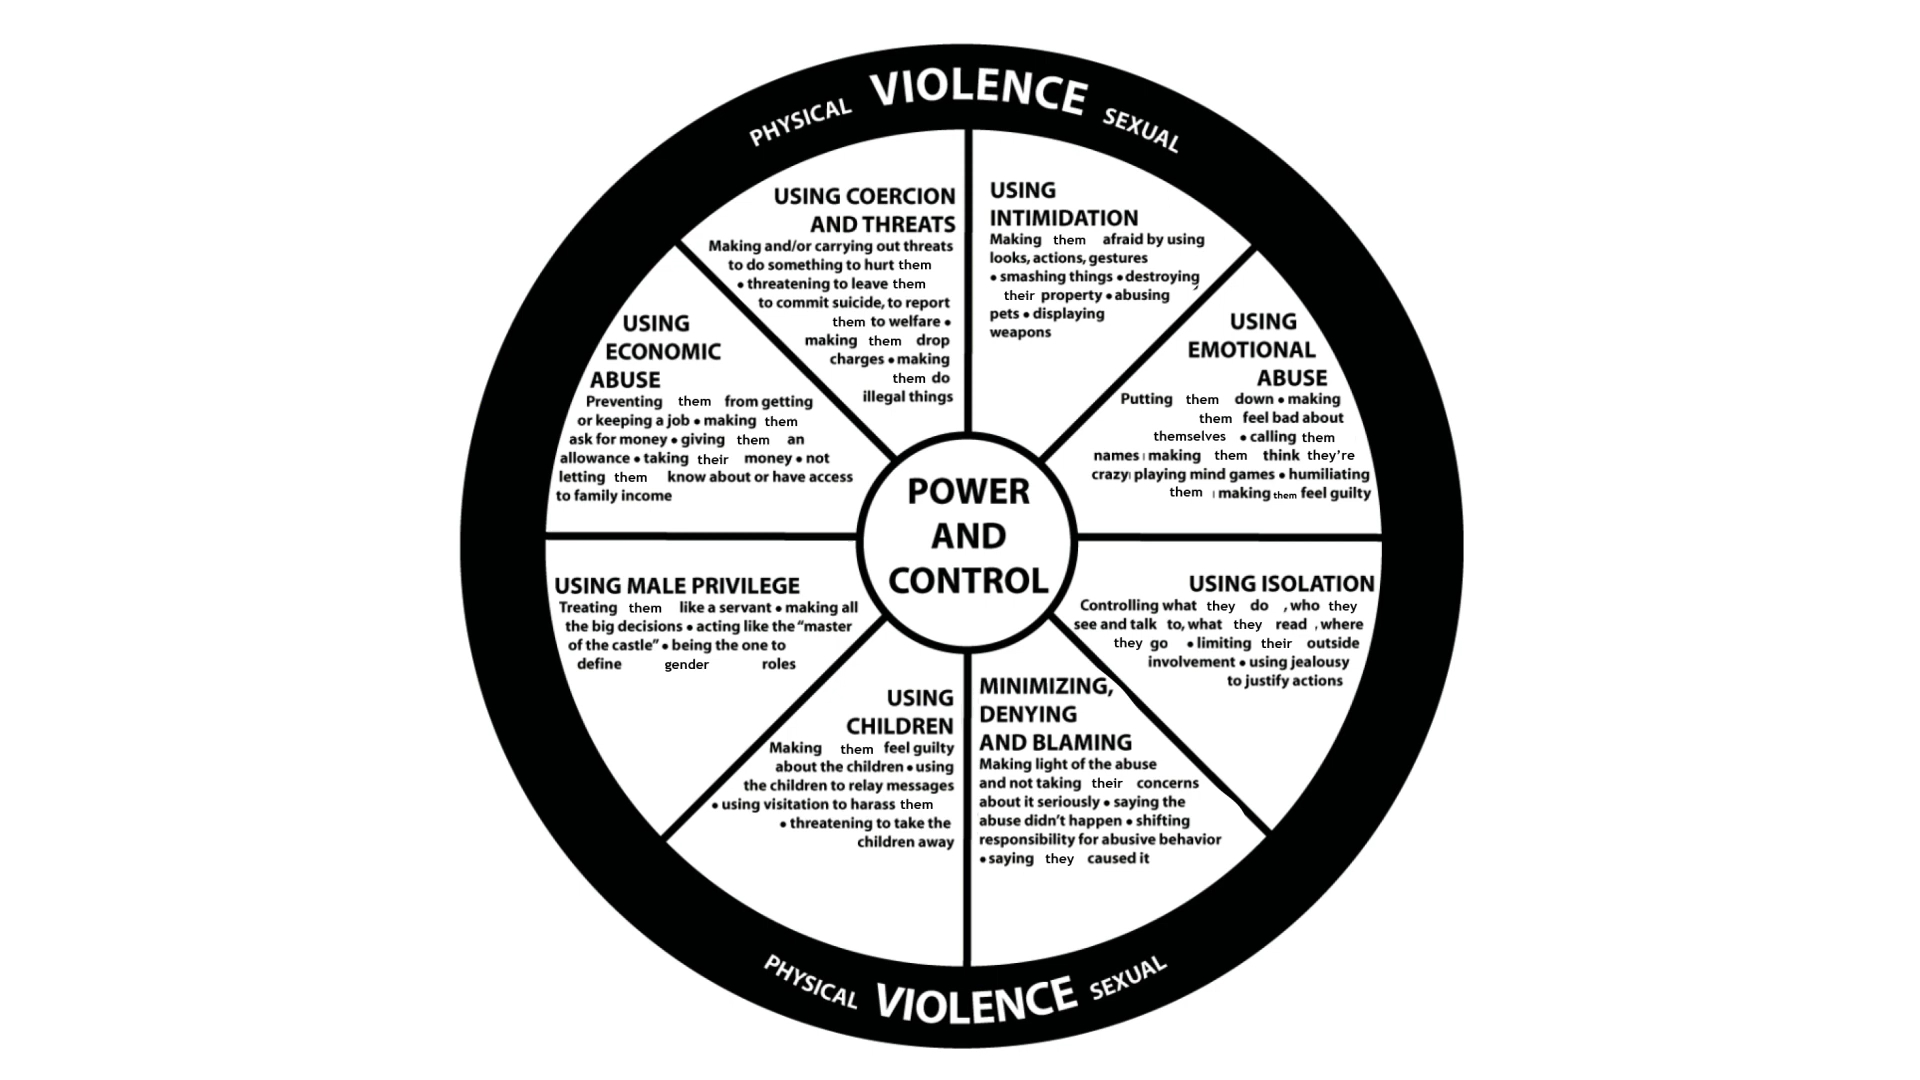 PHYSICAL VIOLENCE SEXUAL
USING COERCION
AND THREATS
Making and/or carrying out threats
to do something to hurt them
• threatening to leave them
to commit suicide, to report
them to welfare •
making them drop
charges • making
them do
illegal things
USING
INTIMIDATION
Making them afraid by using
looks, actions, gestures
• smashing things • destroying
their property • abusing
pets • displaying
weapons
USING
EMOTIONAL
ABUSE
Putting them down • making
them feel bad about
themselves • calling them
names making them think they're
crazy playing mind games • humiliating
them making them feel guilty
USING ISOLATION
Controlling what they do , who they
see and talk to, what they read , where
they go • limiting their outside
involvement • using jealousy
to justify actions
MINIMIZING,
DENYING
AND BLAMING
Making light of the abuse
and not taking their concerns
about it seriously • saying the
abuse didn't happen • shifting
responsibility for abusive behavior
• saying they caused it
USING
CHILDREN
Making them feel guilty
about the children • using
the children to relay messages
• using visitation to harass them
• threatening to take the
children away
USING MALE PRIVILEGE
Treating them like a servant • making all
the big decisions • acting like the "master
of the castle" • being the one to
define gender roles
USING
ECONOMIC
ABUSE
Preventing them from getting
or keeping a job • making them
ask for money • giving them an
allowance • taking their money • not
letting them know about or have access
to family income
POWER
AND
CONTROL
PHYSICAL VIOLENCE SEXUAL